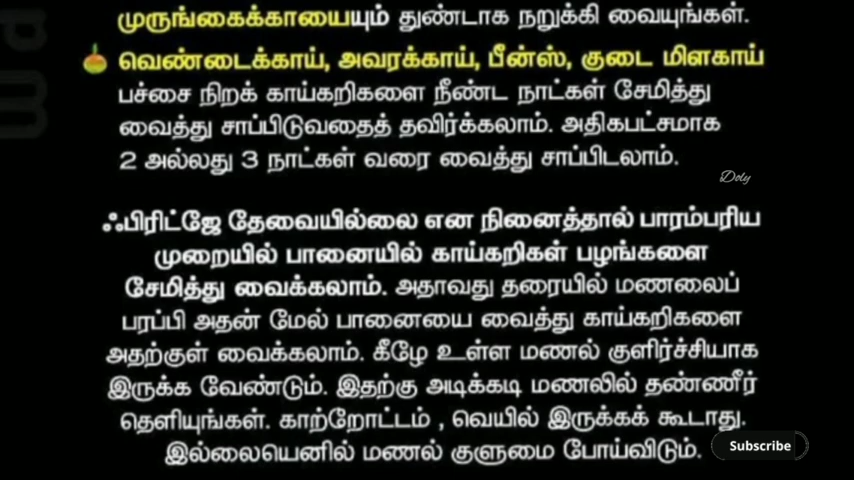 முருங்கைக்காயையும் துண்டாக நறுக்கி வையுங்கள்.
வெண்டைக்காய், அவரக்காய், பீன்ஸ், குடை மிளகாய்
பச்சை நிறக் காய்கறிகளை நீண்ட நாட்கள் சேமித்து
வைத்து சாப்பிடுவதைத் தவிர்க்கலாம். அதிகபட்சமாக
2 அல்லது 3 நாட்கள் வரை வைத்து சாப்பிடலாம்.
Doly
ஃபிரிட்ஜே தேவையில்லை என நினைத்தால் பாரம்பரிய
முறையில் பானையில் காய்கறிகள் பழங்களை
சேமித்து வைக்கலாம். அதாவது தரையில் மணலைப்
பரப்பி அதன் மேல் பானையை வைத்து காய்கறிகளை
அதற்குள் வைக்கலாம். கீழே உள்ள மணல் குளிர்ச்சியாக
இருக்க வேண்டும். இதற்கு அடிக்கடி மணலில் தண்ணீர்
தெளியுங்கள். காற்றோட்டம் , வெயில் இருக்கக் கூடாது.
இல்லையெனில் மணல் குளுமை போய்விடும்.
Subscribe